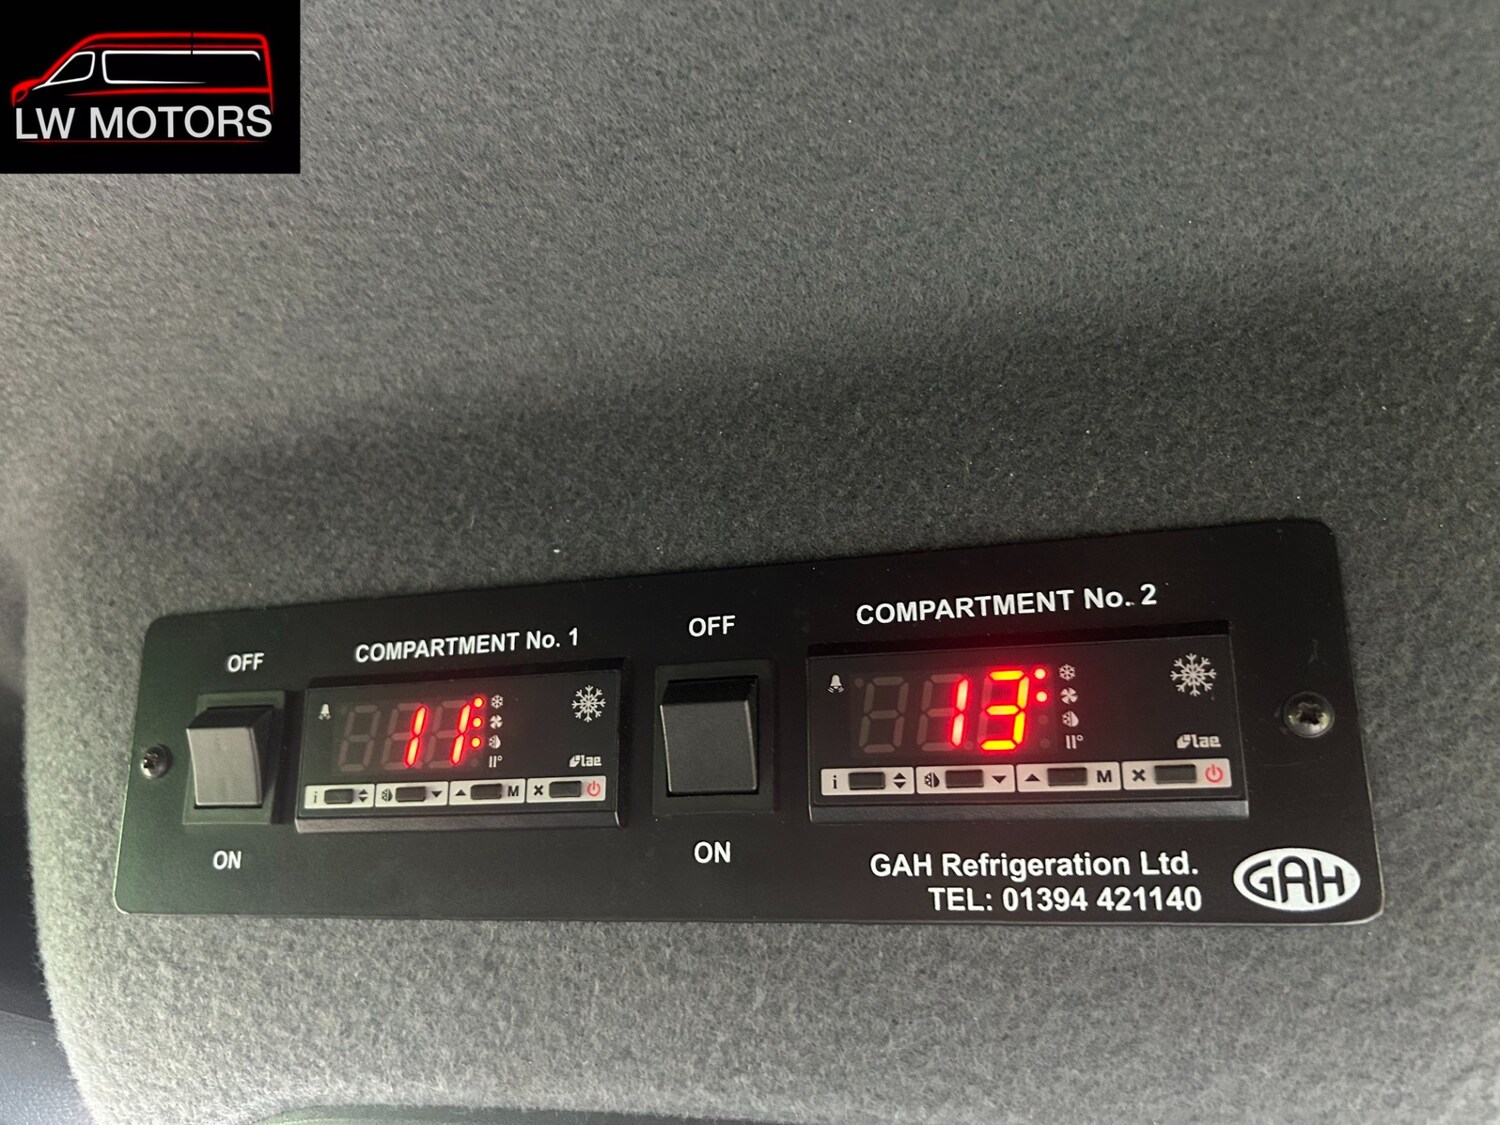 LW MOTORS
OFF
COMPARTMENT No. 1
11
i
M
lae
ON
OFF
ON
COMPARTMENT No. 2
13
i
M
lae
GAH Refrigeration Ltd.
TEL: 01394 421140
GAH